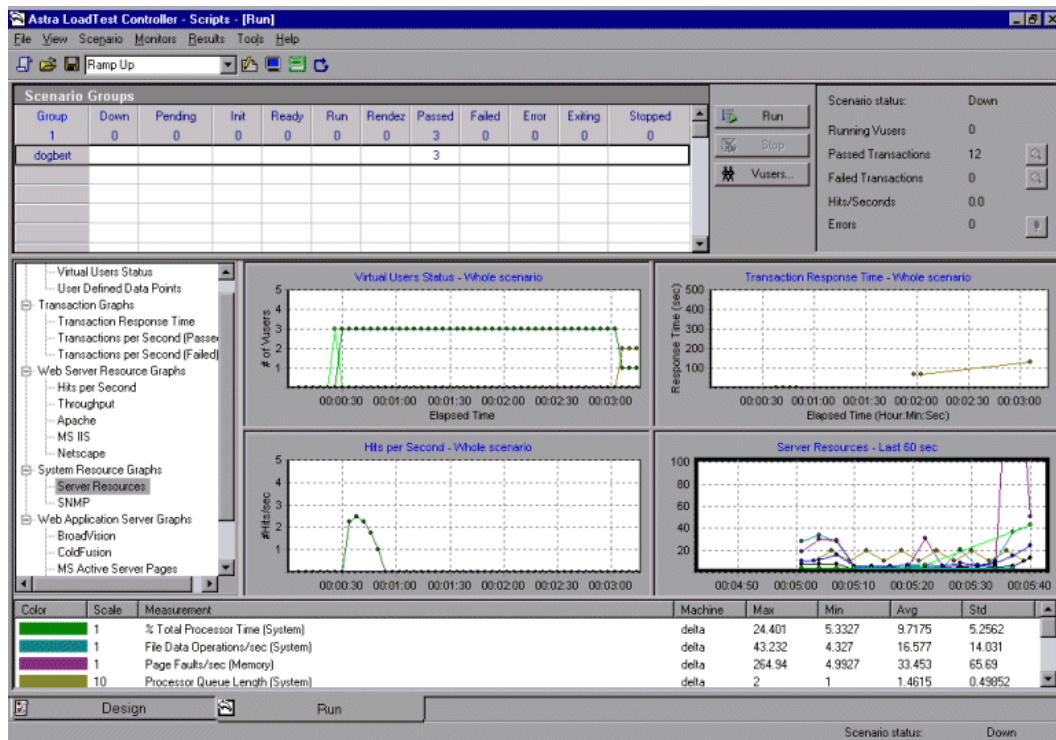 Astra LoadTest Controller - Scripts - [Run]
File View Scenario Monitors Results Tools Help
Ramp Up
Scenario Groups
Group Down Pending Init Ready Run Rendez Passed Failed Error Exiting Stopped
1 0 0 0 0 0 0 3 0 0 0 0
dogbert 3
Run
Stop
Vusers...
Scenario status: Down
Running Vusers 0
Passed Transactions 12
Failed Transactions 0
Hits/Seconds 0.0
Errors 0
Virtual Users Status
User Defined Data Points
Transaction Graphs
Transaction Response Time
Transactions per Second (Passe
Transactions per Second (Failed)
Web Server Resource Graphs
Hits per Second
Throughput
Apache
MS IIS
Netscape
System Resource Graphs
Server Resources
SNMP
Web Application Server Graphs
BroadVision
ColdFusion
MS Active Server Pages
Virtual Users Status - Whole scenario
# of Vusers
5
4
3
2
1
00:00:30 00:01:00 00:01:30 00:02:00 00:02:30 00:03:00
Elapsed Time
Transaction Response Time - Whole scenario
Response Time (sec)
500
400
300
200
100
00:00:30 00:01:00 00:01:30 00:02:00 00:02:30 00:03:00
Elapsed Time (Hour:Min:Sec)
Hits per Second - Whole scenario
#Hits/sec
5
4
3
2
1
00:00:30 00:01:00 00:01:30 00:02:00 00:02:30 00:03:00
Server Resources - Last 60 sec
100
80
60
40
20
00:04:50 00:05:00 00:05:10 00:05:20 00:05:30 00:05:40
Color Scale Measurement Machine Max Min Avg Std
1 % Total Processor Time (System) delta 24.401 5.3327 9.7175 5.2562
1 File Data Operations/sec (System) delta 43.232 4.327 16.577 14.031
1 Page Faults/sec (Memory) delta 264.94 4.9927 33.453 65.69
10 Processor Queue Length (System) delta 2 1 1.4615 0.49852
Design
Run
Scenario status: Down